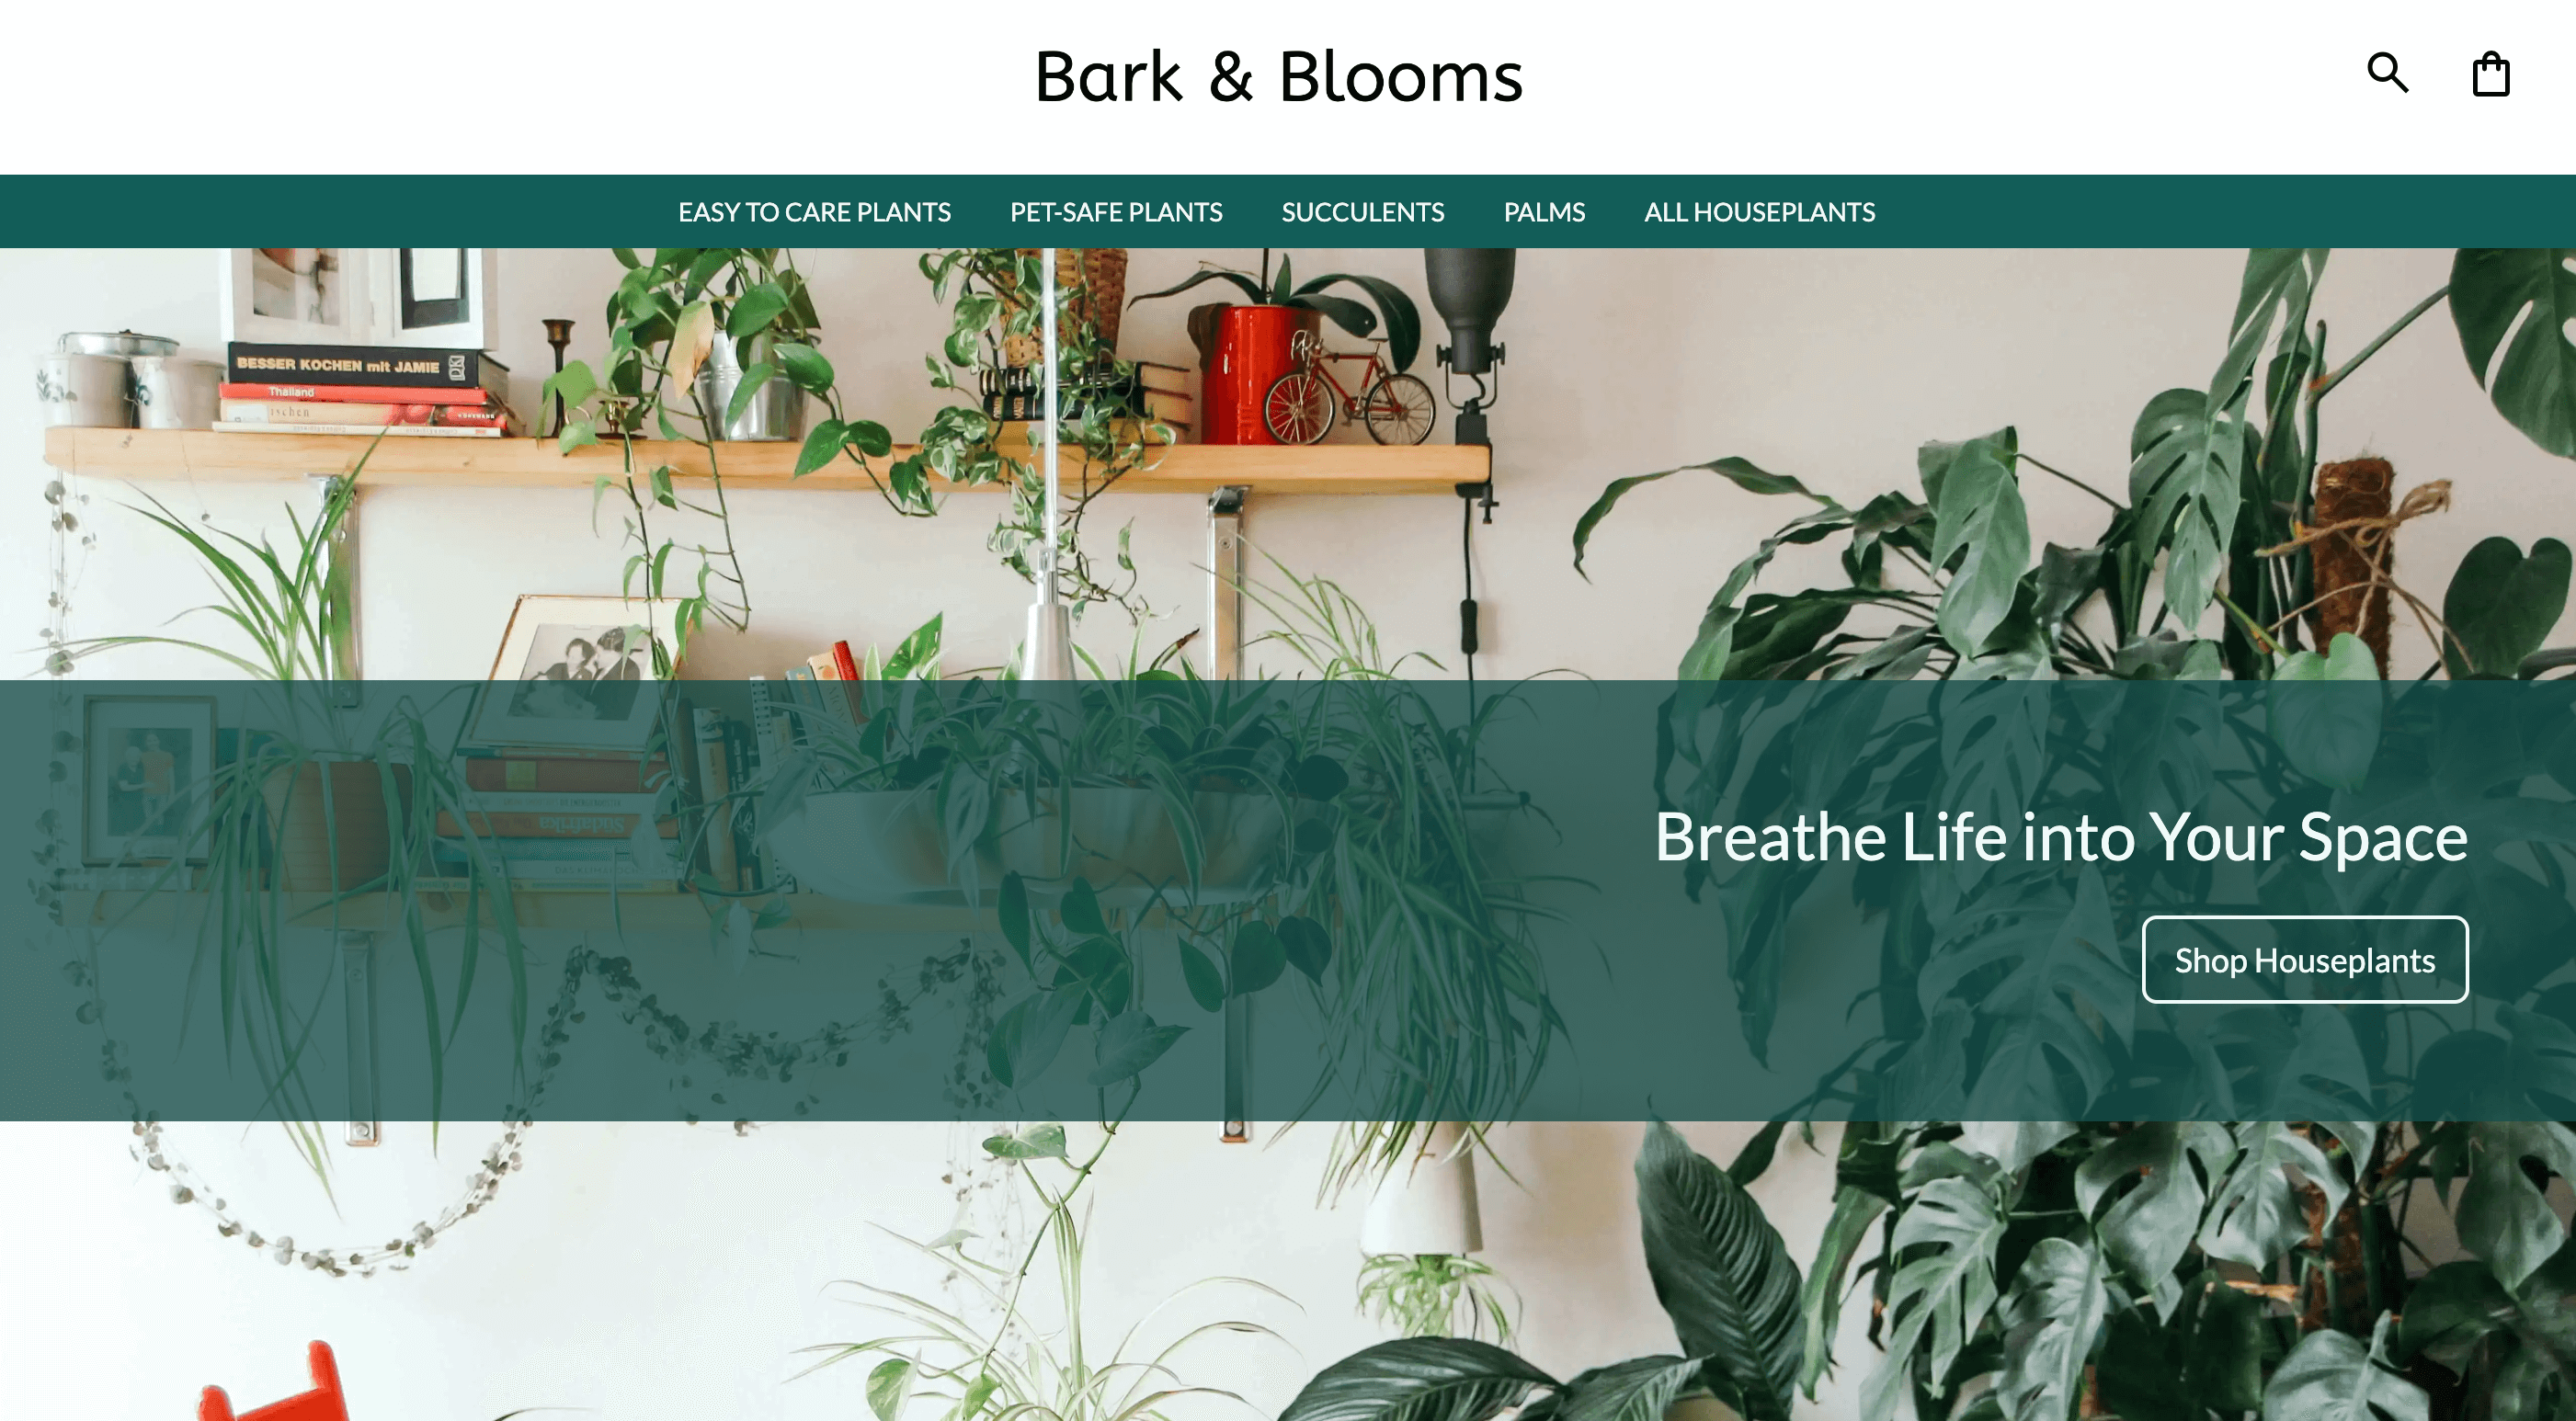 Bark & Blooms
EASY TO CARE PLANTS PET-SAFE PLANTS SUCCULENTS PALMS ALL HOUSEPLANTS
BESSER KOCHEN mit JAMIE
Thailand
Breathe Life into Your Space
Südafrika
Shop Houseplants